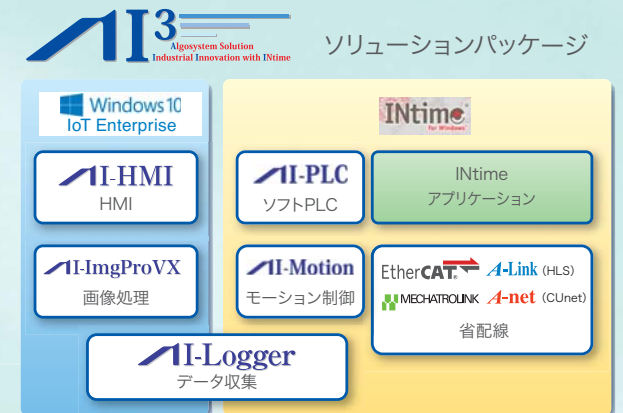 AI3
Algosystem Solution
Industrial Innovation with INtime
ソリューションパッケージ
Windows 10
IoT Enterprise
INtime
for Windows
AI-HMI
HMI
AI-PLC
ソフトPLC
INtime
アプリケーション
AI-ImgProVX
画像処理
AI-Motion
モーション制御
EtherCAT. A-Link (HLS)
MECHATROLINK A-net (CUnet)
省配線
AI-Logger
データ収集